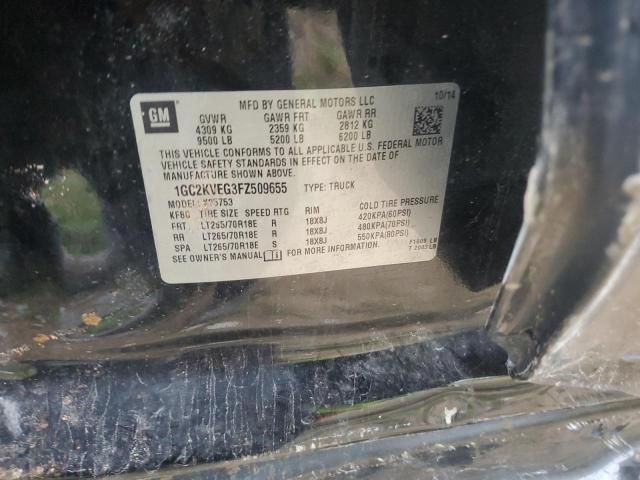 GM
MFD BY GENERAL MOTORS LLC 10/14
GVWR GAWR FRT GAWR RR
4309 KG 2359 KG 2812 KG
9500 LB 5200 LB 6200 LB
THIS VEHICLE CONFORMS TO ALL APPLICABLE U.S. FEDERAL MOTOR
VEHICLE SAFETY STANDARDS IN EFFECT ON THE DATE OF
MANUFACTURE SHOWN ABOVE.
1GC2KVEG3FZ509655 TYPE: TRUCK
MODEL:
TIRE SIZE SPEED RTG RIM COLD TIRE PRESSURE
FRT LT265/70R18E R 18X8J 420KPA(60PSI)
RR LT265/70R18E R 18X8J 480KPA(70PSI)
SPA LT265/70R18E S 18X8J 550KPA(80PSI)
SEE OWNER'S MANUAL FOR MORE INFORMATION.